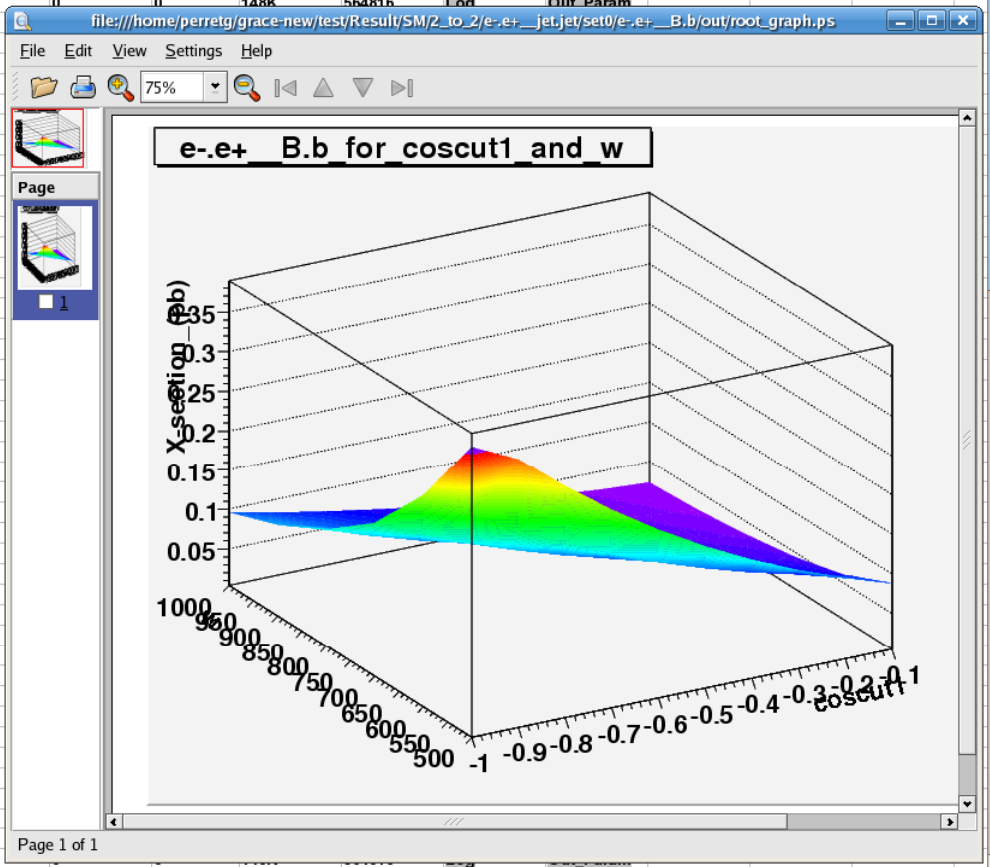 file:///home/perretg/grace-new/test/Result/SM/2_to_2/e-.e+__jet.jet/set0/e-.e+__B.b/out/root_graph.ps
File Edit View Settings Help
75%
Page
1
e-.e+__B.b_for_coscut1_and_w
X-section_(pb)
0.35
0.3
0.25
0.2
0.15
0.1
0.05
1000
950
900
850
800
750
700
650
600
550
500
-1 -0.9 -0.8 -0.7 -0.6 -0.5 -0.4 -0.3 -0.2 -0.1
coscut1
Page 1 of 1